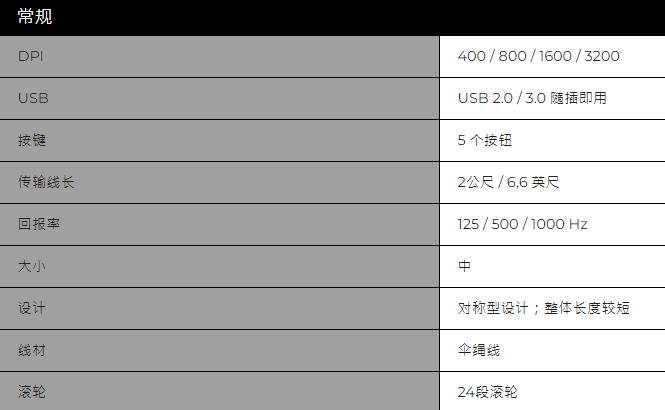 常规
DPI 400 / 800 / 1600 / 3200
USB USB 2.0 / 3.0 隨插即用
按键 5 个按钮
传输线长 2公尺 / 6,6 英尺
回报率 125 / 500 / 1000 Hz
大小 中
设计 对称型设计；整体长度较短
线材 伞绳线
滚轮 24段滚轮